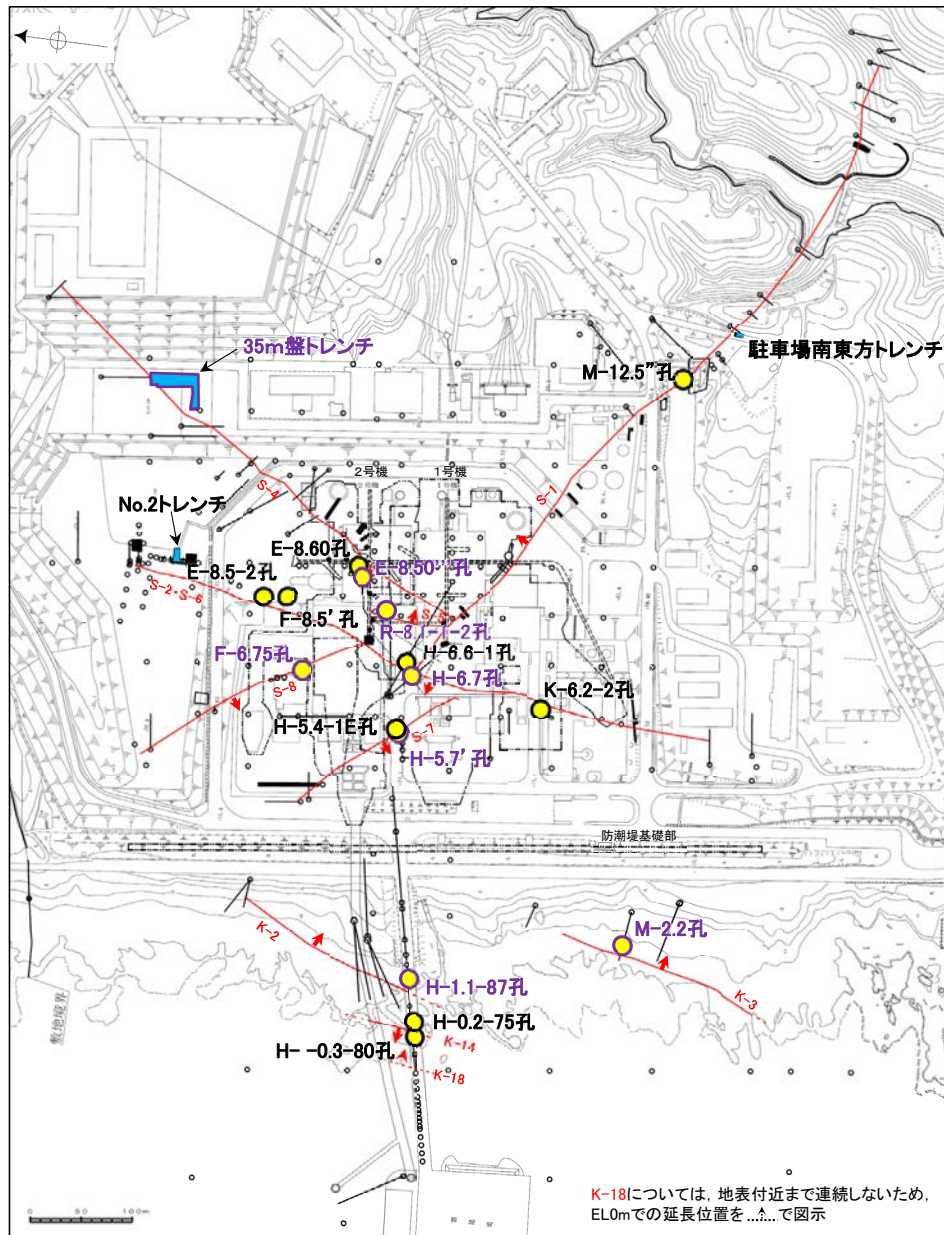 35m盤トレンチ
駐車場南東方トレンチ
M-12.5”孔
2号機
1号機
S-1
S-4
No.2トレンチ
E-8.60孔
E-8.50'''孔
E-8.5-2孔
S-2・S-6
F-8.5’孔
R-8.1-1-2孔
H-6.6-1孔
F-6.75孔
H-6.7孔
S-8
K-6.2-2孔
H-5.4-1E孔
S-7
H-5.7’孔
防潮堤基礎部
K-2
M-2.2孔
H-1.1-87孔
K-3
H-0.2-75孔
K-14
H- -0.3-80孔
K-18
敷地境界
K-18については，地表付近まで連続しないため，
EL0mでの延長位置を で図示
0 50 100m